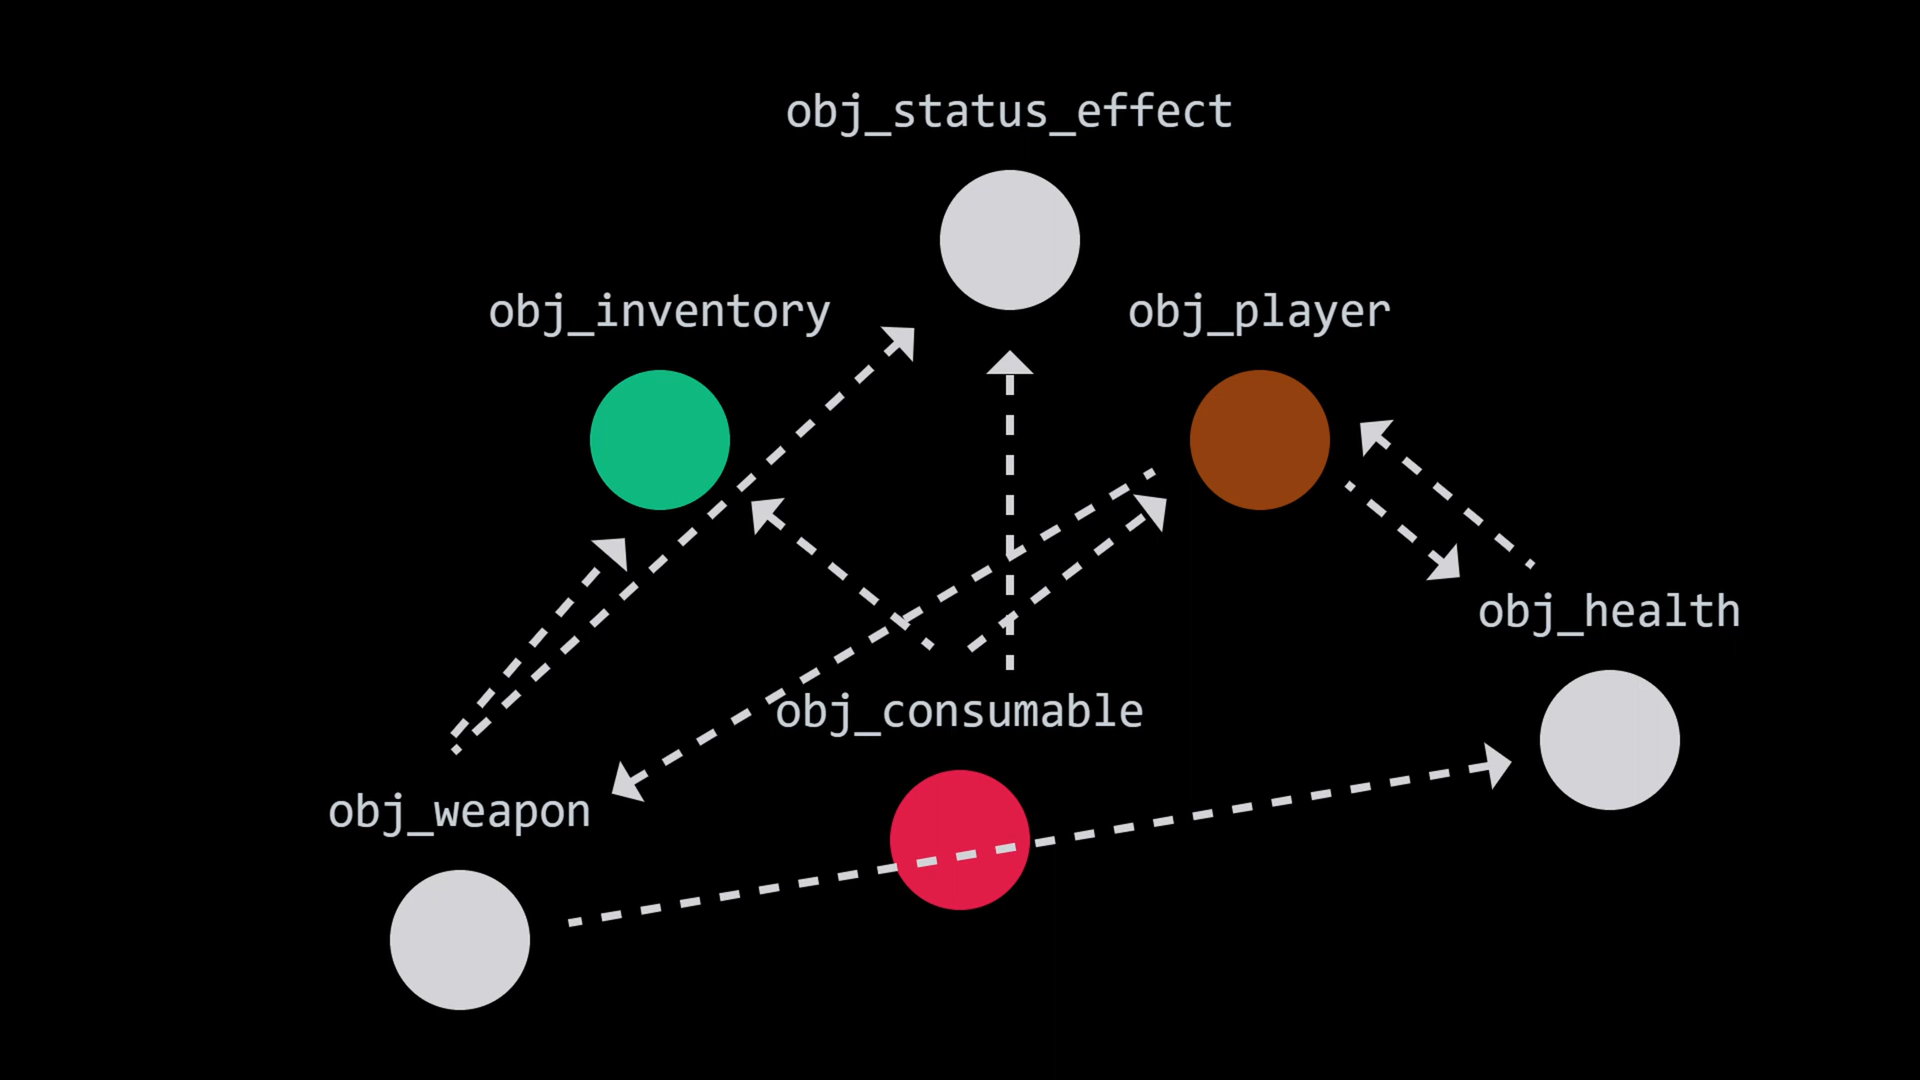 obj_status_effect
obj_inventory
obj_player
obj_health
obj_consumable
obj_weapon